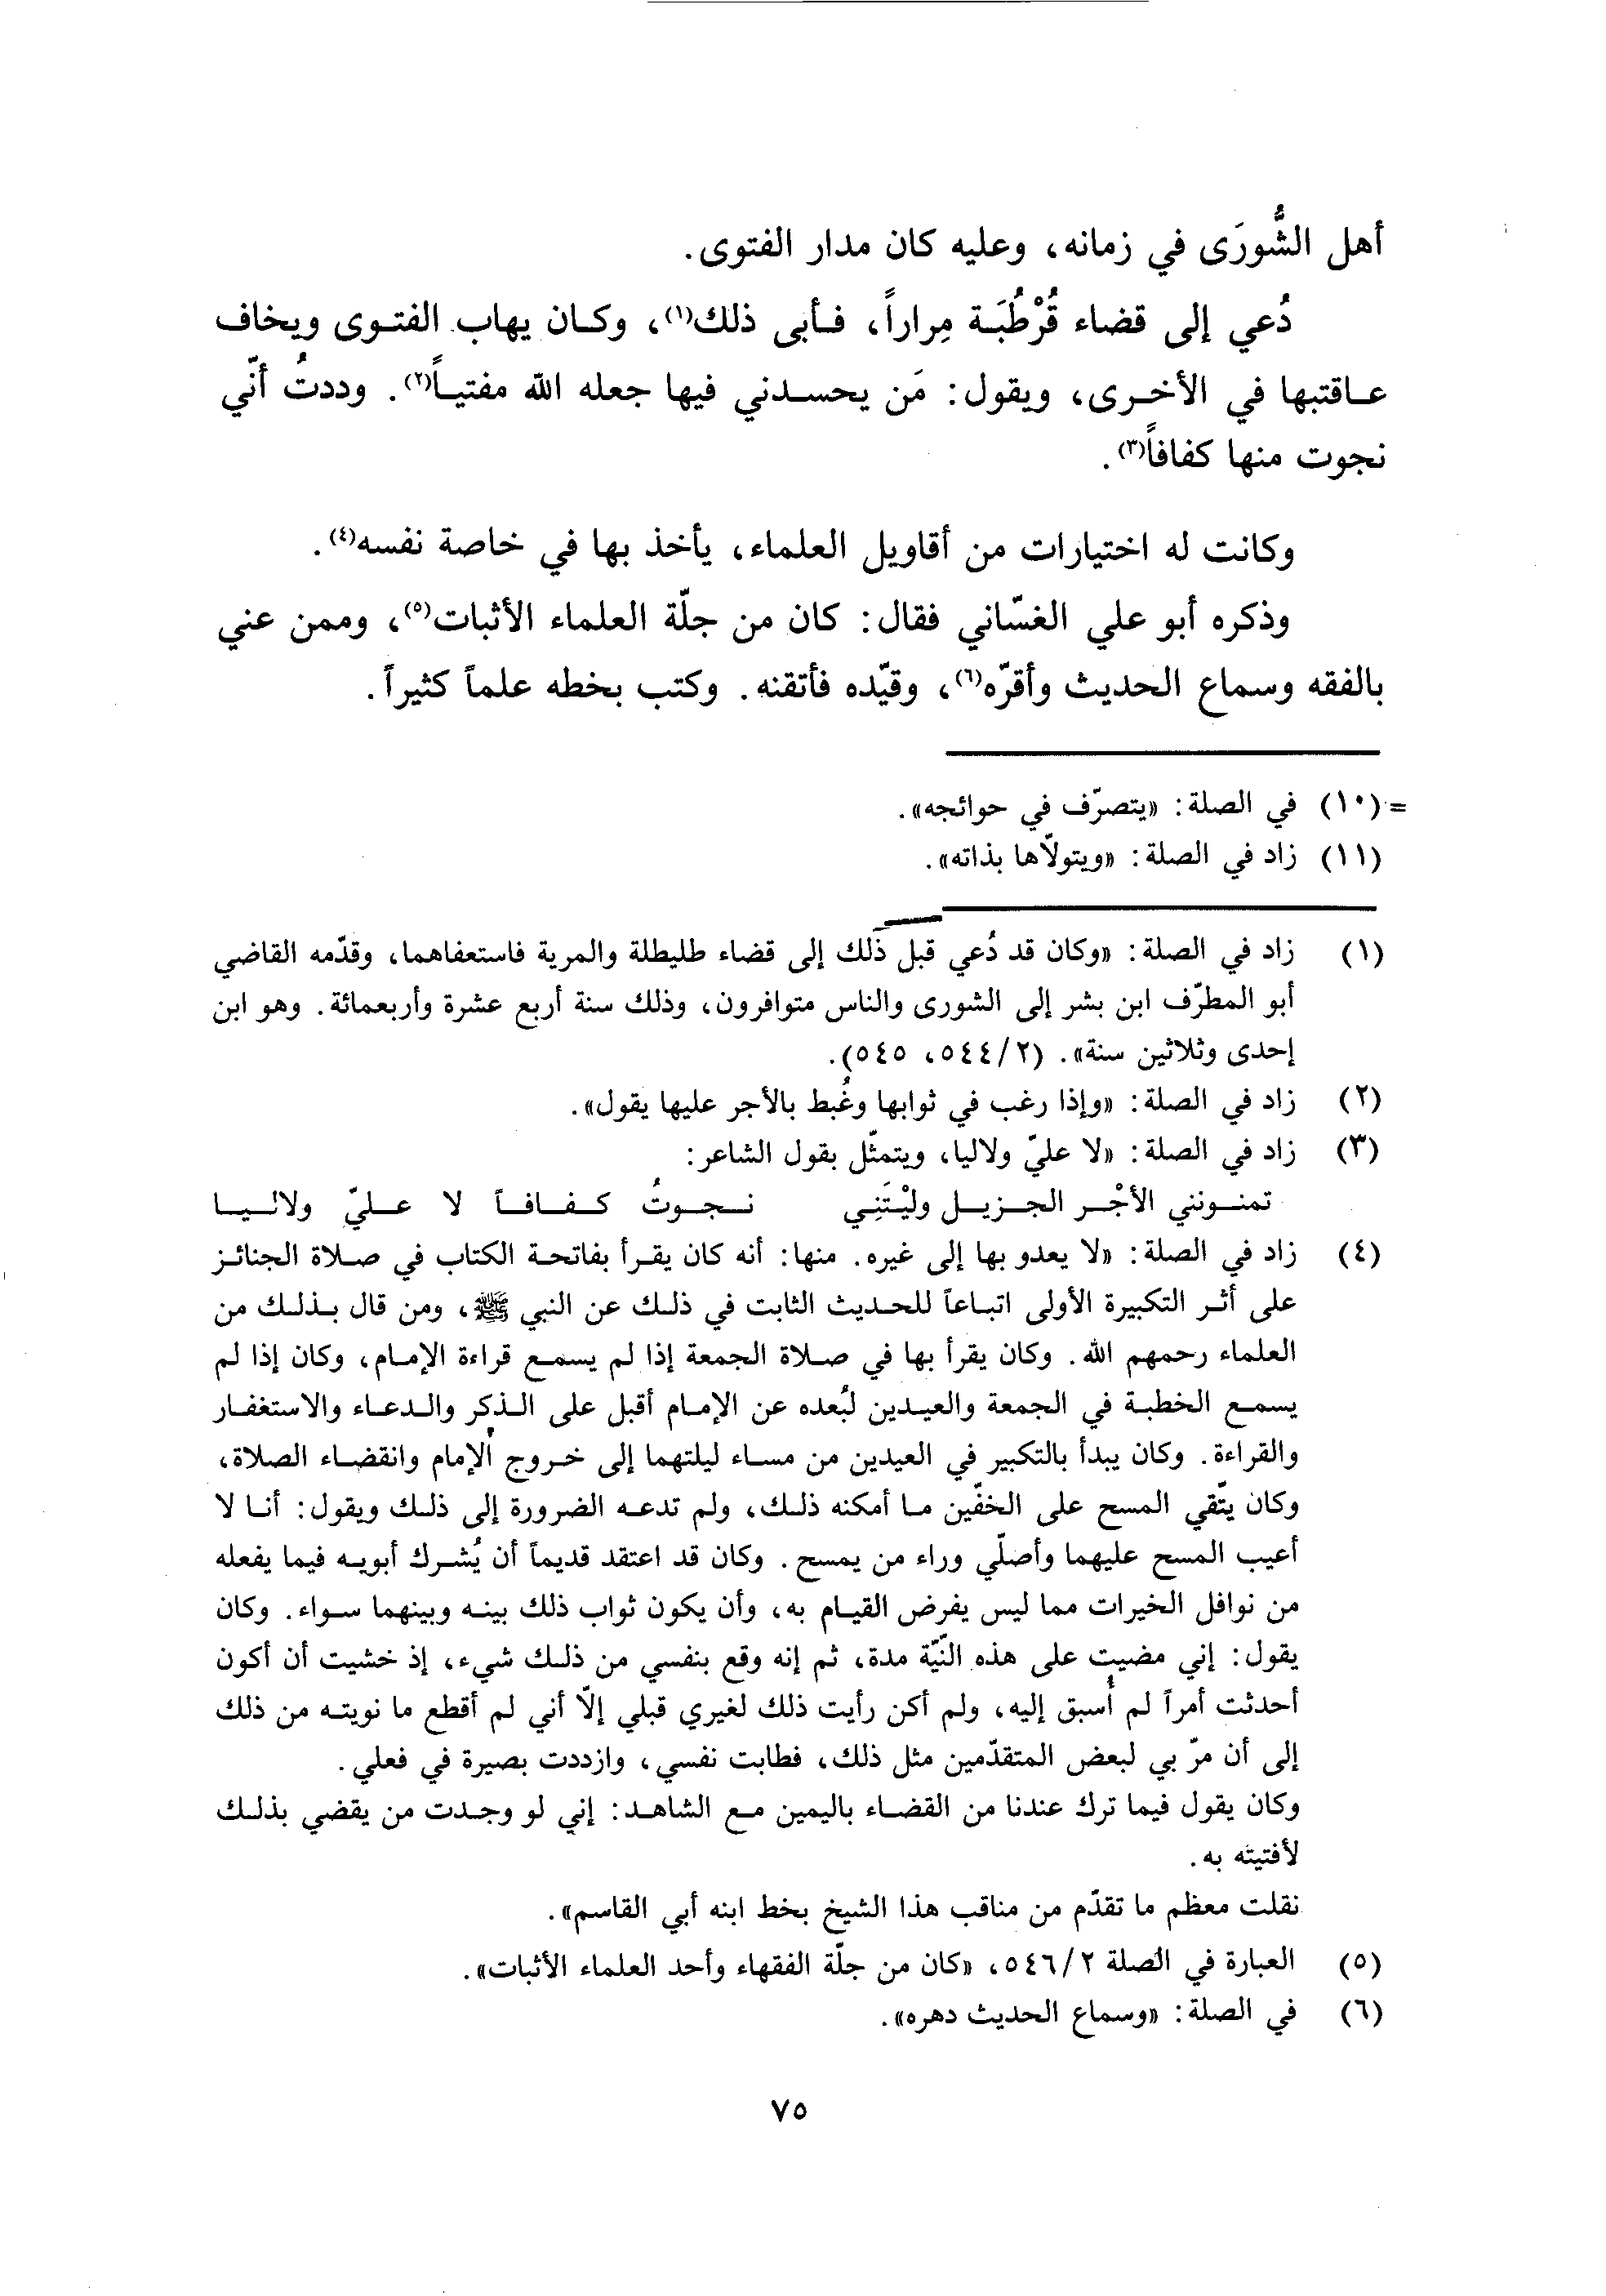 أهل الشُّورَى في زمانه، وعليه كان مدار الفتوى.
دُعي إلى قضاء قُرْطُبَة مِراراً، فأبى ذلك(١)، وكان يهاب الفتوى ويخاف
عاقتبها في الأخرى، ويقول: مَن يحسدني فيها جعله الله مفتياً(٢). وددتُ أنّي
نجوت منها كفافاً(٣).
وكانت له اختيارات من أقاويل العلماء، يأخذ بها في خاصة نفسه(٤).
وذكره أبو علي الغسّاني فقال: كان من جلّة العلماء الأثبات(٥)، وممن عني
بالفقه وسماع الحديث وأقرّه(٦)، وقيّده فأتقنه. وكتب بخطه علماً كثيراً.
= (١٠) في الصلة: «يتصرّف في حوائجه».
(١١) زاد في الصلة: «ويتولّاها بذاته».
(١) زاد في الصلة: «وكان قد دُعي قبل ذلك إلى قضاء طليطلة والمرية فاستعفاهما، وقدّمه القاضي
أبو المطرّف ابن بشر إلى الشورى والناس متوافرون، وذلك سنة أربع عشرة وأربعمائة. وهو ابن
إحدى وثلاثين سنة». (٥٤٤/٢، ٥٤٥).
(٢) زاد في الصلة: «وإذا رغب في ثوابها وغُبط بالأجر عليها يقول».
(٣) زاد في الصلة: «لا عليّ ولاليا، ويتمثّل بقول الشاعر:
تمنونني الأجْر الجزيل وليْتَنِي نجوتُ كفافاً لا عليّ ولاليا
(٤) زاد في الصلة: «لا يعدو بها إلى غيره. منها: أنه كان يقرأ بفاتحة الكتاب في صلاة الجنائز
على أثر التكبيرة الأولى اتباعاً للحديث الثابت في ذلك عن النبي ﷺ، ومن قال بذلك من
العلماء رحمهم الله. وكان يقرأ بها في صلاة الجمعة إذا لم يسمع قراءة الإمام، وكان إذا لم
يسمع الخطبة في الجمعة والعيدين لبُعده عن الإمام أقبل على الذكر والدعاء والاستغفار
والقراءة. وكان يبدأ بالتكبير في العيدين من مساء ليلتهما إلى خروج الإمام وانقضاء الصلاة،
وكان يتّقي المسح على الخفّين ما أمكنه ذلك، ولم تدعه الضرورة إلى ذلك ويقول: أنا لا
أعيب المسح عليهما وأصلّي وراء من يمسح. وكان قد اعتقد قديماً أن يُشرك أبويه فيما يفعله
من نوافل الخيرات مما ليس يفرض القيام به، وأن يكون ثواب ذلك بينه وبينهما سواء. وكان
يقول: إني مضيت على هذه النّيّة مدة، ثم إنه وقع بنفسي من ذلك شيء، إذ خشيت أن أكون
أحدثت أمراً لم أُسبق إليه، ولم أكن رأيت ذلك لغيري قبلي إلّا أني لم أقطع ما نويته من ذلك
إلى أن مرّ بي لبعض المتقدّمين مثل ذلك، فطابت نفسي، وازددت بصيرة في فعلي.
وكان يقول فيما ترك عندنا من القضاء باليمين مع الشاهد: إني لو وجدت من يقضي بذلك
لأفتيته به.
نقلت معظم ما تقدّم من مناقب هذا الشيخ بخط ابنه أبي القاسم».
(٥) العبارة في الصلة ٥٤٦/٢، «كان من جلّة الفقهاء وأحد العلماء الأثبات».
(٦) في الصلة: «وسماع الحديث دهره».
٧٥